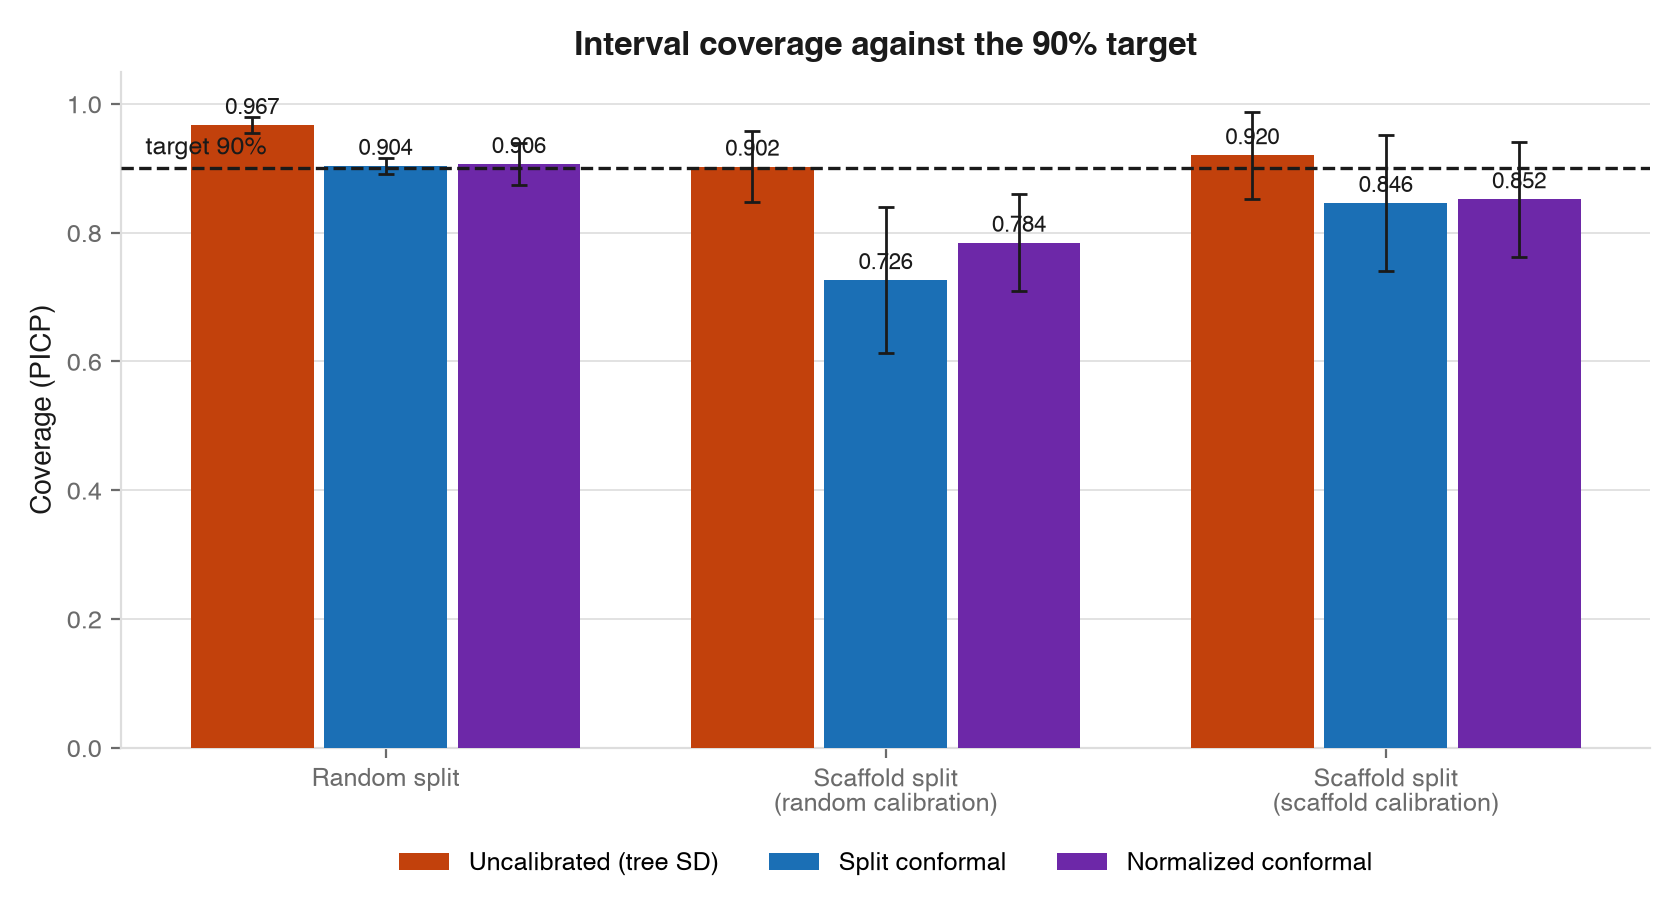 Interval coverage against the 90% target
Coverage (PICP)
1.0
0.8
0.6
0.4
0.2
0.0
target 90%
0.967
0.904
0.906
0.902
0.726
0.784
0.920
0.846
0.852
Random split
Scaffold split
(random calibration)
Scaffold split
(scaffold calibration)
Uncalibrated (tree SD)
Split conformal
Normalized conformal